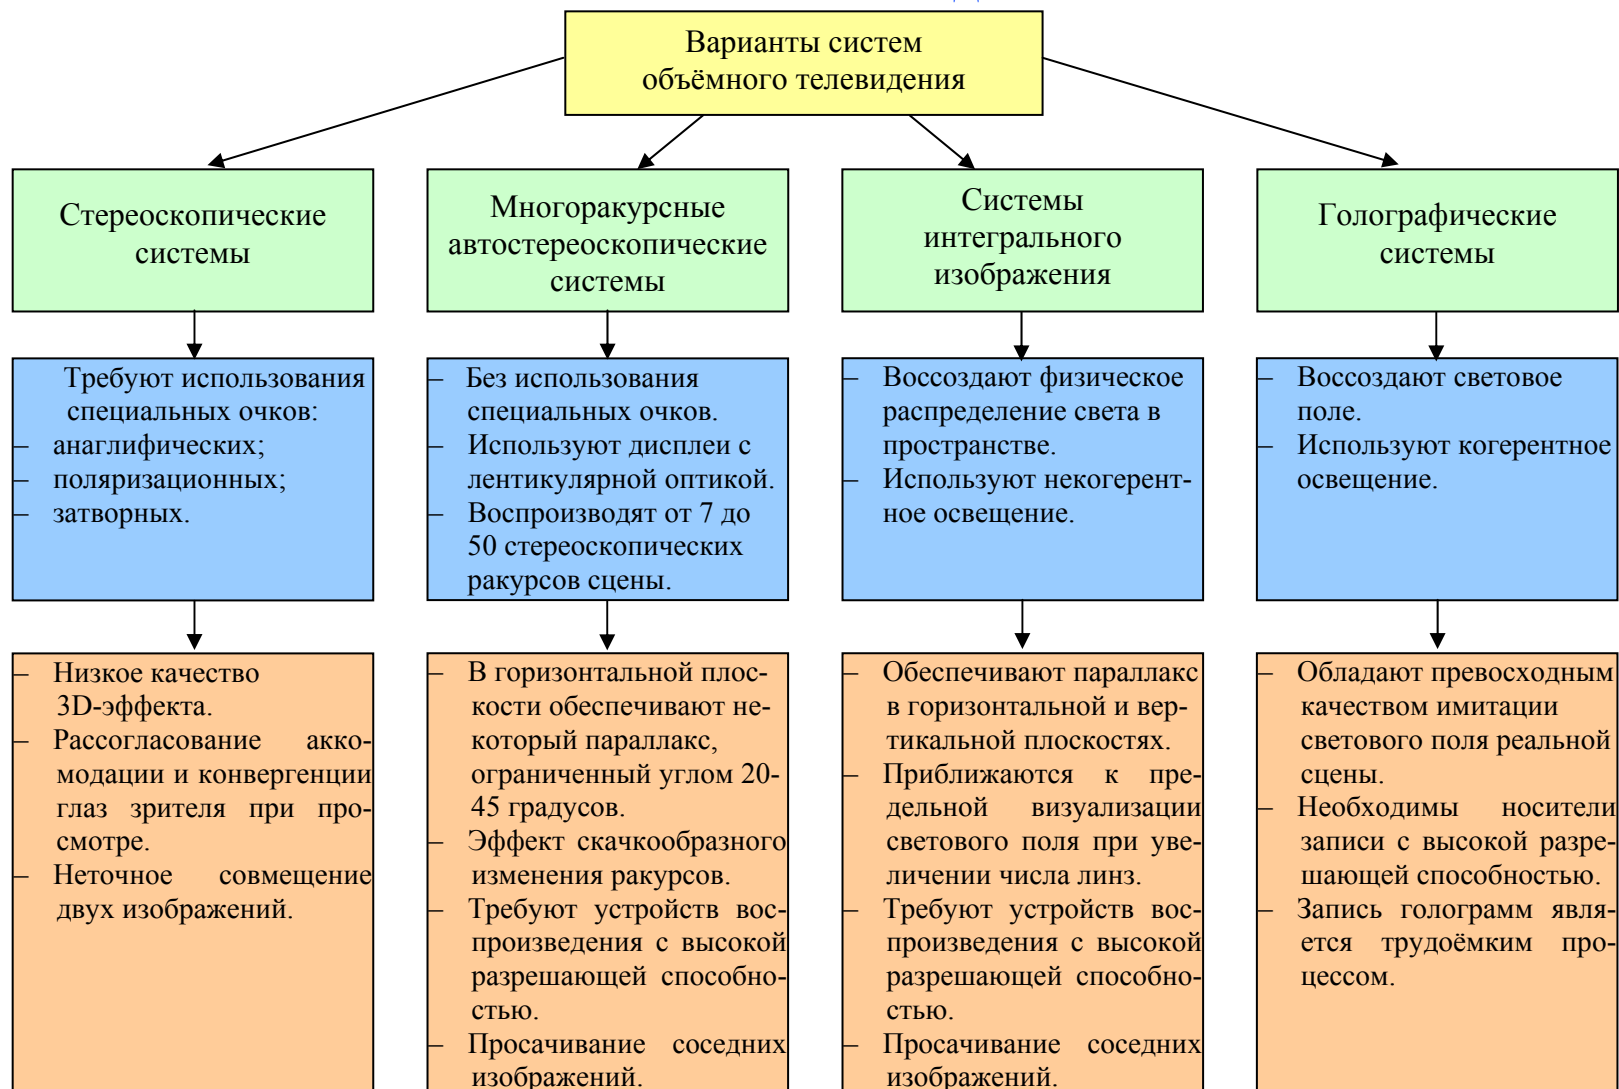 Варианты систем
объёмного телевидения
Стереоскопические
системы
Многоракурсные
автостереоскопические
системы
Системы
интегрального
изображения
Голографические
системы
Требуют использования
специальных очков:
– анаглифических;
– поляризационных;
– затворных.
– Без использования
специальных очков.
– Используют дисплеи с
лентикулярной оптикой.
– Воспроизводят от 7 до
50 стереоскопических
ракурсов сцены.
– Воссоздают физическое
распределение света в
пространстве.
– Используют некогерент-
ное освещение.
– Воссоздают световое
поле.
– Используют когерентное
освещение.
– Низкое качество
3D-эффекта.
– Рассогласование акко-
модации и конвергенции
глаз зрителя при про-
смотре.
– Неточное совмещение
двух изображений.
– В горизонтальной плос-
кости обеспечивают не-
который параллакс,
ограниченный углом 20-
45 градусов.
– Эффект скачкообразного
изменения ракурсов.
– Требуют устройств вос-
произведения с высокой
разрешающей способно-
стью.
– Просачивание соседних
изображений.
– Обеспечивают параллакс
в горизонтальной и вер-
тикальной плоскостях.
– Приближаются к пре-
дельной визуализации
светового поля при уве-
личении числа линз.
– Требуют устройств вос-
произведения с высокой
разрешающей способно-
стью.
– Просачивание соседних
изображений.
– Обладают превосходным
качеством имитации
светового поля реальной
сцены.
– Необходимы носители
записи с высокой разре-
шающей способностью.
– Запись голограмм явля-
ется трудоёмким про-
цессом.